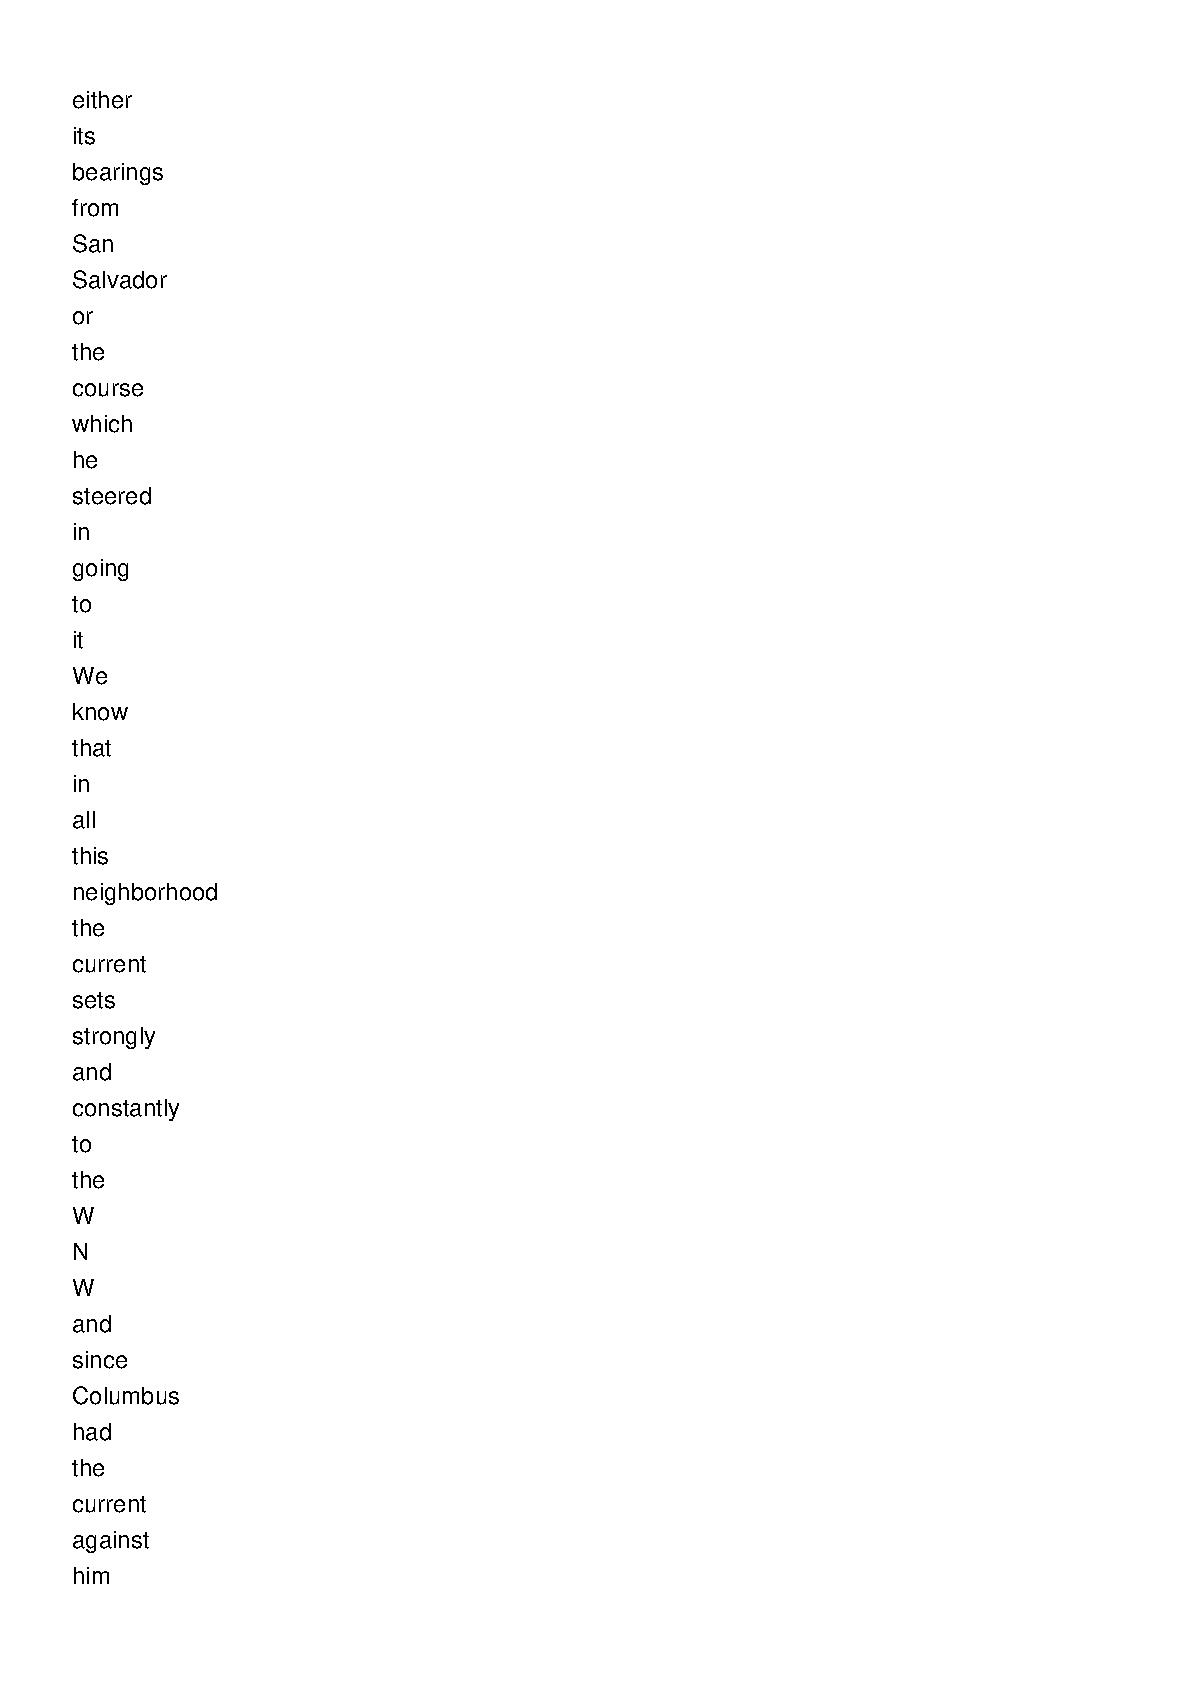 either
its
bearings
from
San
Salvador
or
the
course
which
he
steered
in
going
to
it
We
know
that
in
all
this
neighborhood
the
current
sets
strongly
and
constantly
to
the
W
N
W
and
since
Columbus
had
the
current
against
him